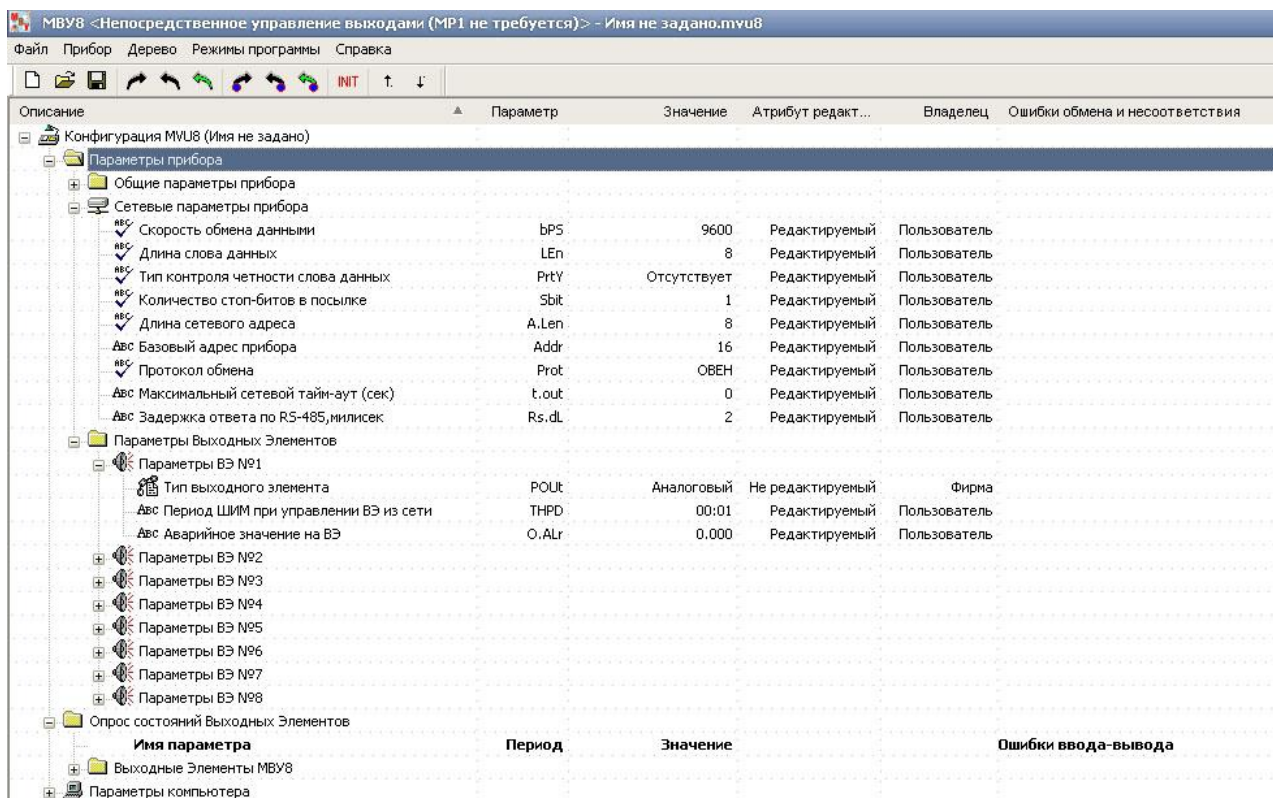 МВУ8 <Непосредственное управление выходами (МР1 не требуется)> - Имя не задано.mvu8
Файл Прибор Дерево Режимы программы Справка
INIT
Описание Параметр Значение Атрибут редакт... Владелец Ошибки обмена и несоответствия
Конфигурация MVU8 (Имя не задано)
Параметры прибора
Общие параметры прибора
Сетевые параметры прибора
Скорость обмена данными bPS 9600 Редактируемый Пользователь
Длина слова данных LEn 8 Редактируемый Пользователь
Тип контроля четности слова данных PrtY Отсутствует Редактируемый Пользователь
Количество стоп-битов в посылке Sbit 1 Редактируемый Пользователь
Длина сетевого адреса A.Len 8 Редактируемый Пользователь
Базовый адрес прибора Addr 16 Редактируемый Пользователь
Протокол обмена Prot ОВЕН Редактируемый Пользователь
Максимальный сетевой тайм-аут (сек) t.out 0 Редактируемый Пользователь
Задержка ответа по RS-485,милисек Rs.dL 2 Редактируемый Пользователь
Параметры Выходных Элементов
Параметры ВЭ №1
Тип выходного элемента POUt Аналоговый Не редактируемый Фирма
Период ШИМ при управлении ВЭ из сети THPD 00:01 Редактируемый Пользователь
Аварийное значение на ВЭ O.ALr 0.000 Редактируемый Пользователь
Параметры ВЭ №2
Параметры ВЭ №3
Параметры ВЭ №4
Параметры ВЭ №5
Параметры ВЭ №6
Параметры ВЭ №7
Параметры ВЭ №8
Опрос состояний Выходных Элементов
Имя параметра Период Значение Ошибки ввода-вывода
Выходные Элементы МВУ8
Параметры компьютера